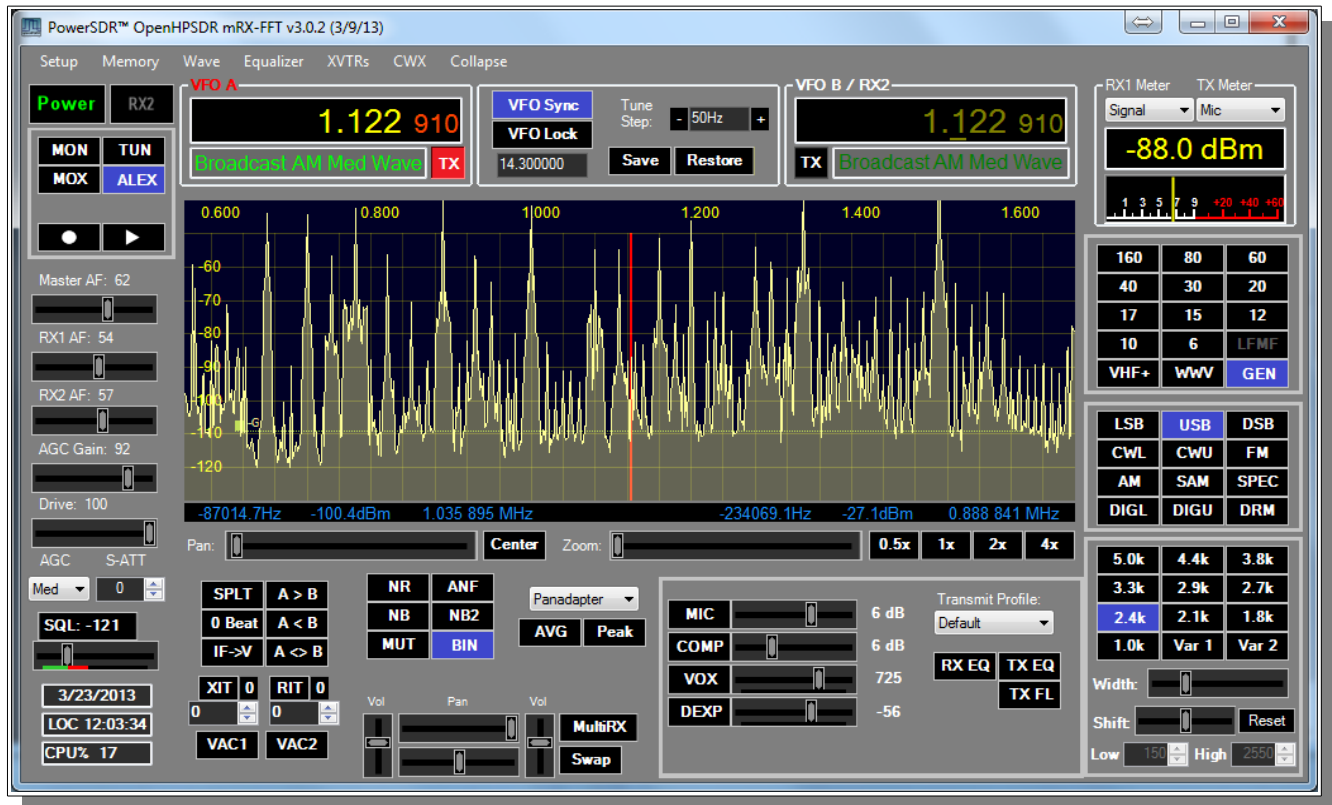 PowerSDR™ OpenHPSDR mRX-FFT v3.0.2 (3/9/13)
Setup Memory Wave Equalizer XVTRs CWX Collapse
Power RX2
MON TUN
MOX ALEX
Master AF: 62
RX1 AF: 54
RX2 AF: 57
AGC Gain: 92
Drive: 100
AGC S-ATT
Med 0
SQL: -121
3/23/2013
LOC 12:03:34
CPU% 17
VFO A
1.122 910
Broadcast AM Med Wave TX
VFO Sync
VFO Lock
14.300000
Tune
Step: - 50Hz +
Save Restore
VFO B / RX2
1.122 910
TX Broadcast AM Med Wave
RX1 Meter TX Meter
Signal Mic
-88.0 dBm
1 3 5 7 9 +20 +40 +60
0.600 0.800 1.000 1.200 1.400 1.600
-60
-70
-80
-90
-100
-G
-110
-120
-87014.7Hz -100.4dBm 1.035 895 MHz -234069.1Hz -27.1dBm 0.888 841 MHz
Pan: Center Zoom: 0.5x 1x 2x 4x
SPLT A > B
0 Beat A < B
IF->V A <> B
XIT 0 RIT 0
0 0
VAC1 VAC2
NR ANF
NB NB2
MUT BIN
Panadapter
AVG Peak
Vol Pan Vol
MultiRX
Swap
MIC 6 dB
COMP 6 dB
VOX 725
DEXP -56
Transmit Profile:
Default
RX EQ TX EQ
TX FL
160 80 60
40 30 20
17 15 12
10 6 LFMF
VHF+ WWV GEN
LSB USB DSB
CWL CWU FM
AM SAM SPEC
DIGL DIGU DRM
5.0k 4.4k 3.8k
3.3k 2.9k 2.7k
2.4k 2.1k 1.8k
1.0k Var 1 Var 2
Width:
Shift: Reset
Low 150 High 2550